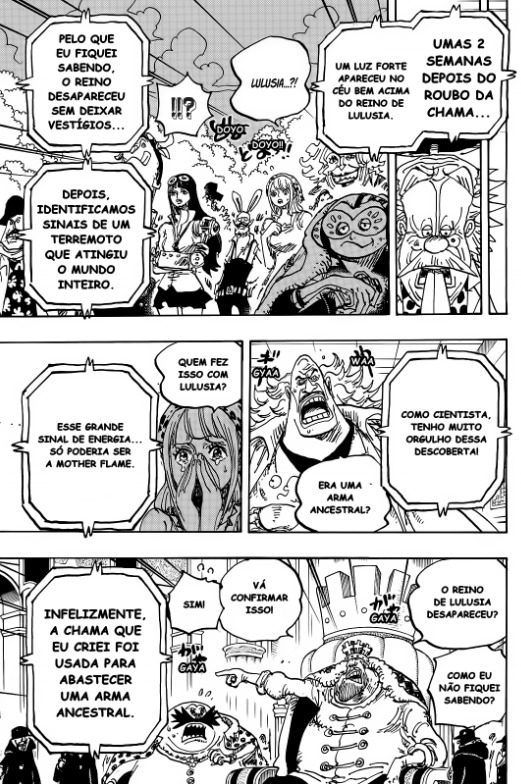 UMAS 2
SEMANAS
DEPOIS DO
ROUBO DA
CHAMA...
UM LUZ FORTE
APARECEU NO
CÉU BEM ACIMA
DO REINO DE
LULUSIA.
LULUSIA...?!
!!?
DOYO!
DOYO!!
どよ
どよ!!
PELO QUE
EU FIQUEI
SABENDO,
O REINO
DESAPARECEU
SEM DEIXAR
VESTÍGIOS...
DEPOIS,
IDENTIFICAMOS
SINAIS DE UM
TERREMOTO
QUE ATINGIU
O MUNDO
INTEIRO.
COMO CIENTISTA,
TENHO MUITO
ORGULHO DESSA
DESCOBERTA!
WAA
GYAA
ERA UMA
ARMA
ANCESTRAL?
QUEM FEZ
ISSO COM
LULUSIA?
ESSE GRANDE
SINAL DE ENERGIA...
SÓ PODERIA SER
A MOTHER FLAME.
O REINO
DE LULUSIA
DESAPARECEU?
COMO EU
NÃO FIQUEI
SABENDO?
GAYA
VÁ
CONFIRMAR
ISSO!
SIM!
GAYA
INFELIZMENTE,
A CHAMA QUE
EU CRIEI FOI
USADA PARA
ABASTECER
UMA ARMA
ANCESTRAL.